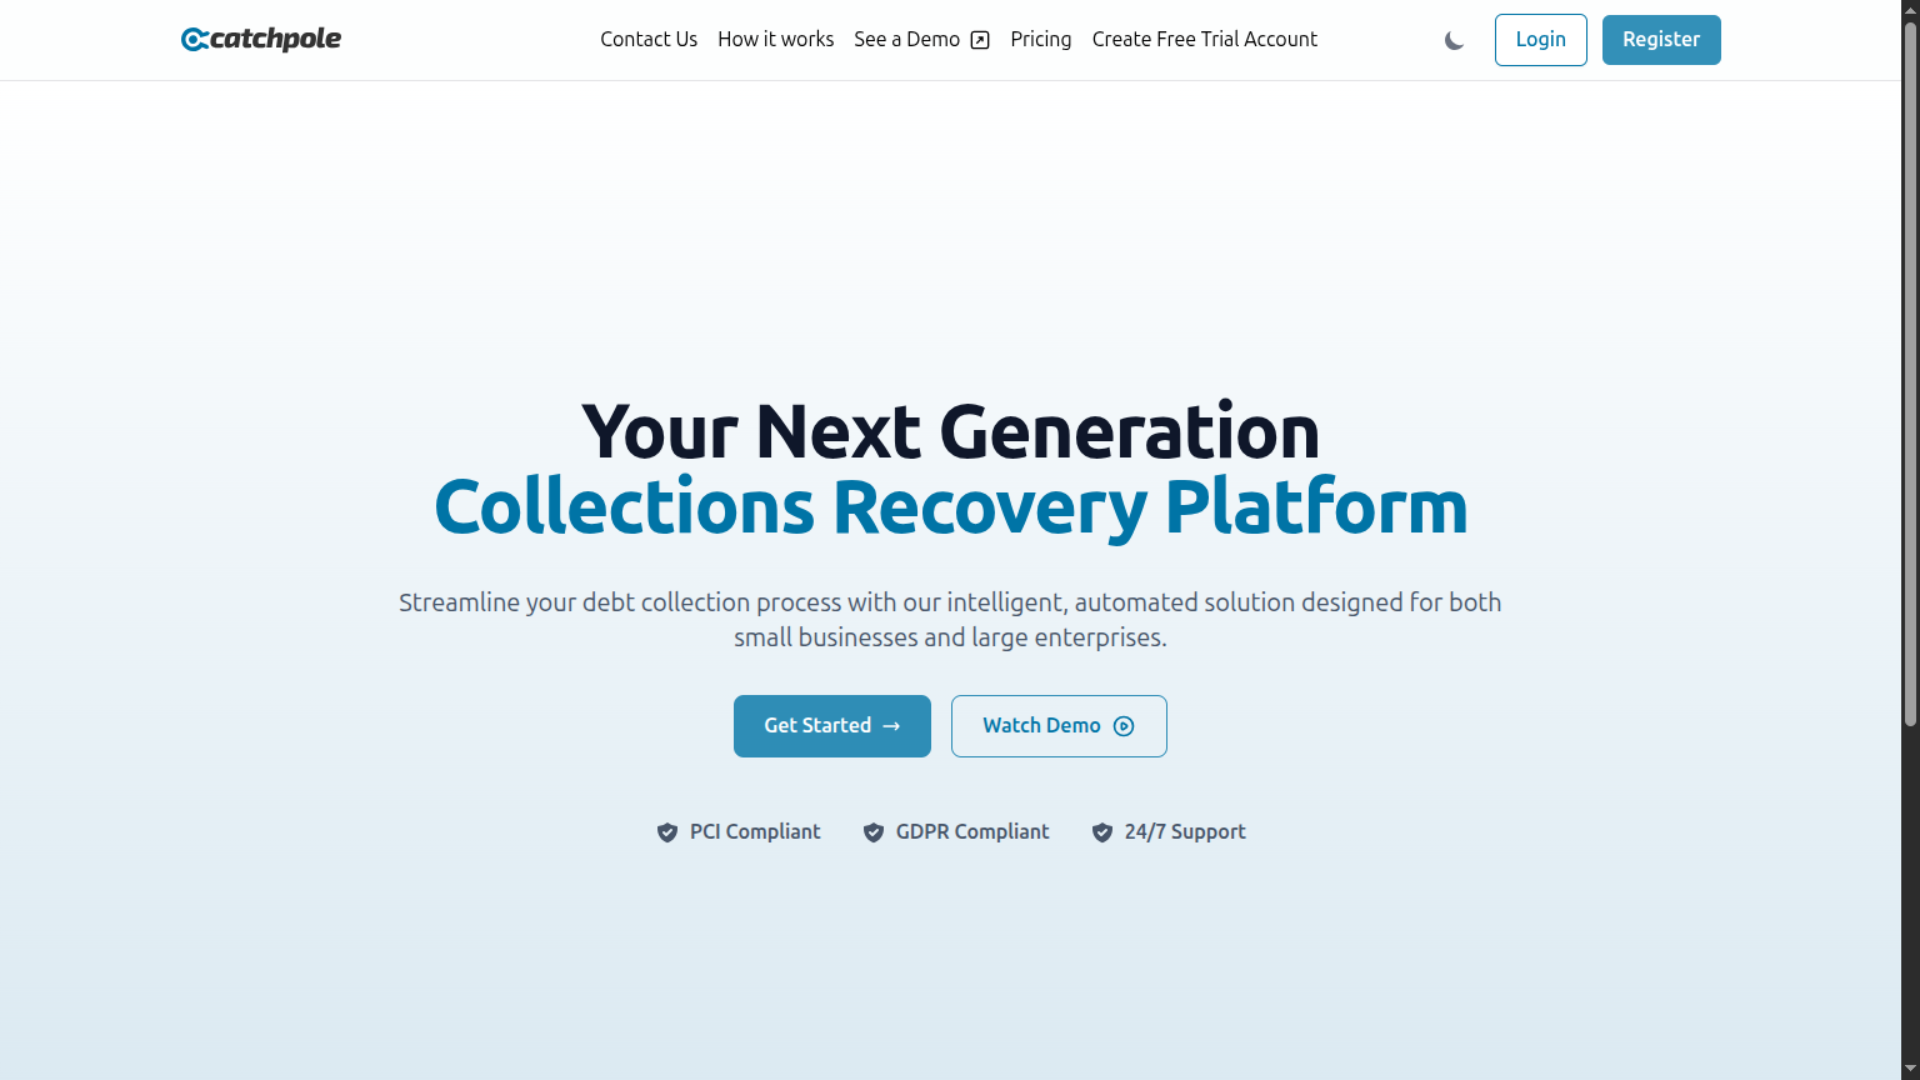 catchpole
Contact Us
How it works
See a Demo
Pricing
Create Free Trial Account
Login
Register
Your Next Generation
Collections Recovery Platform
Streamline your debt collection process with our intelligent, automated solution designed for both
small businesses and large enterprises.
Get Started →
Watch Demo
PCI Compliant
GDPR Compliant
24/7 Support